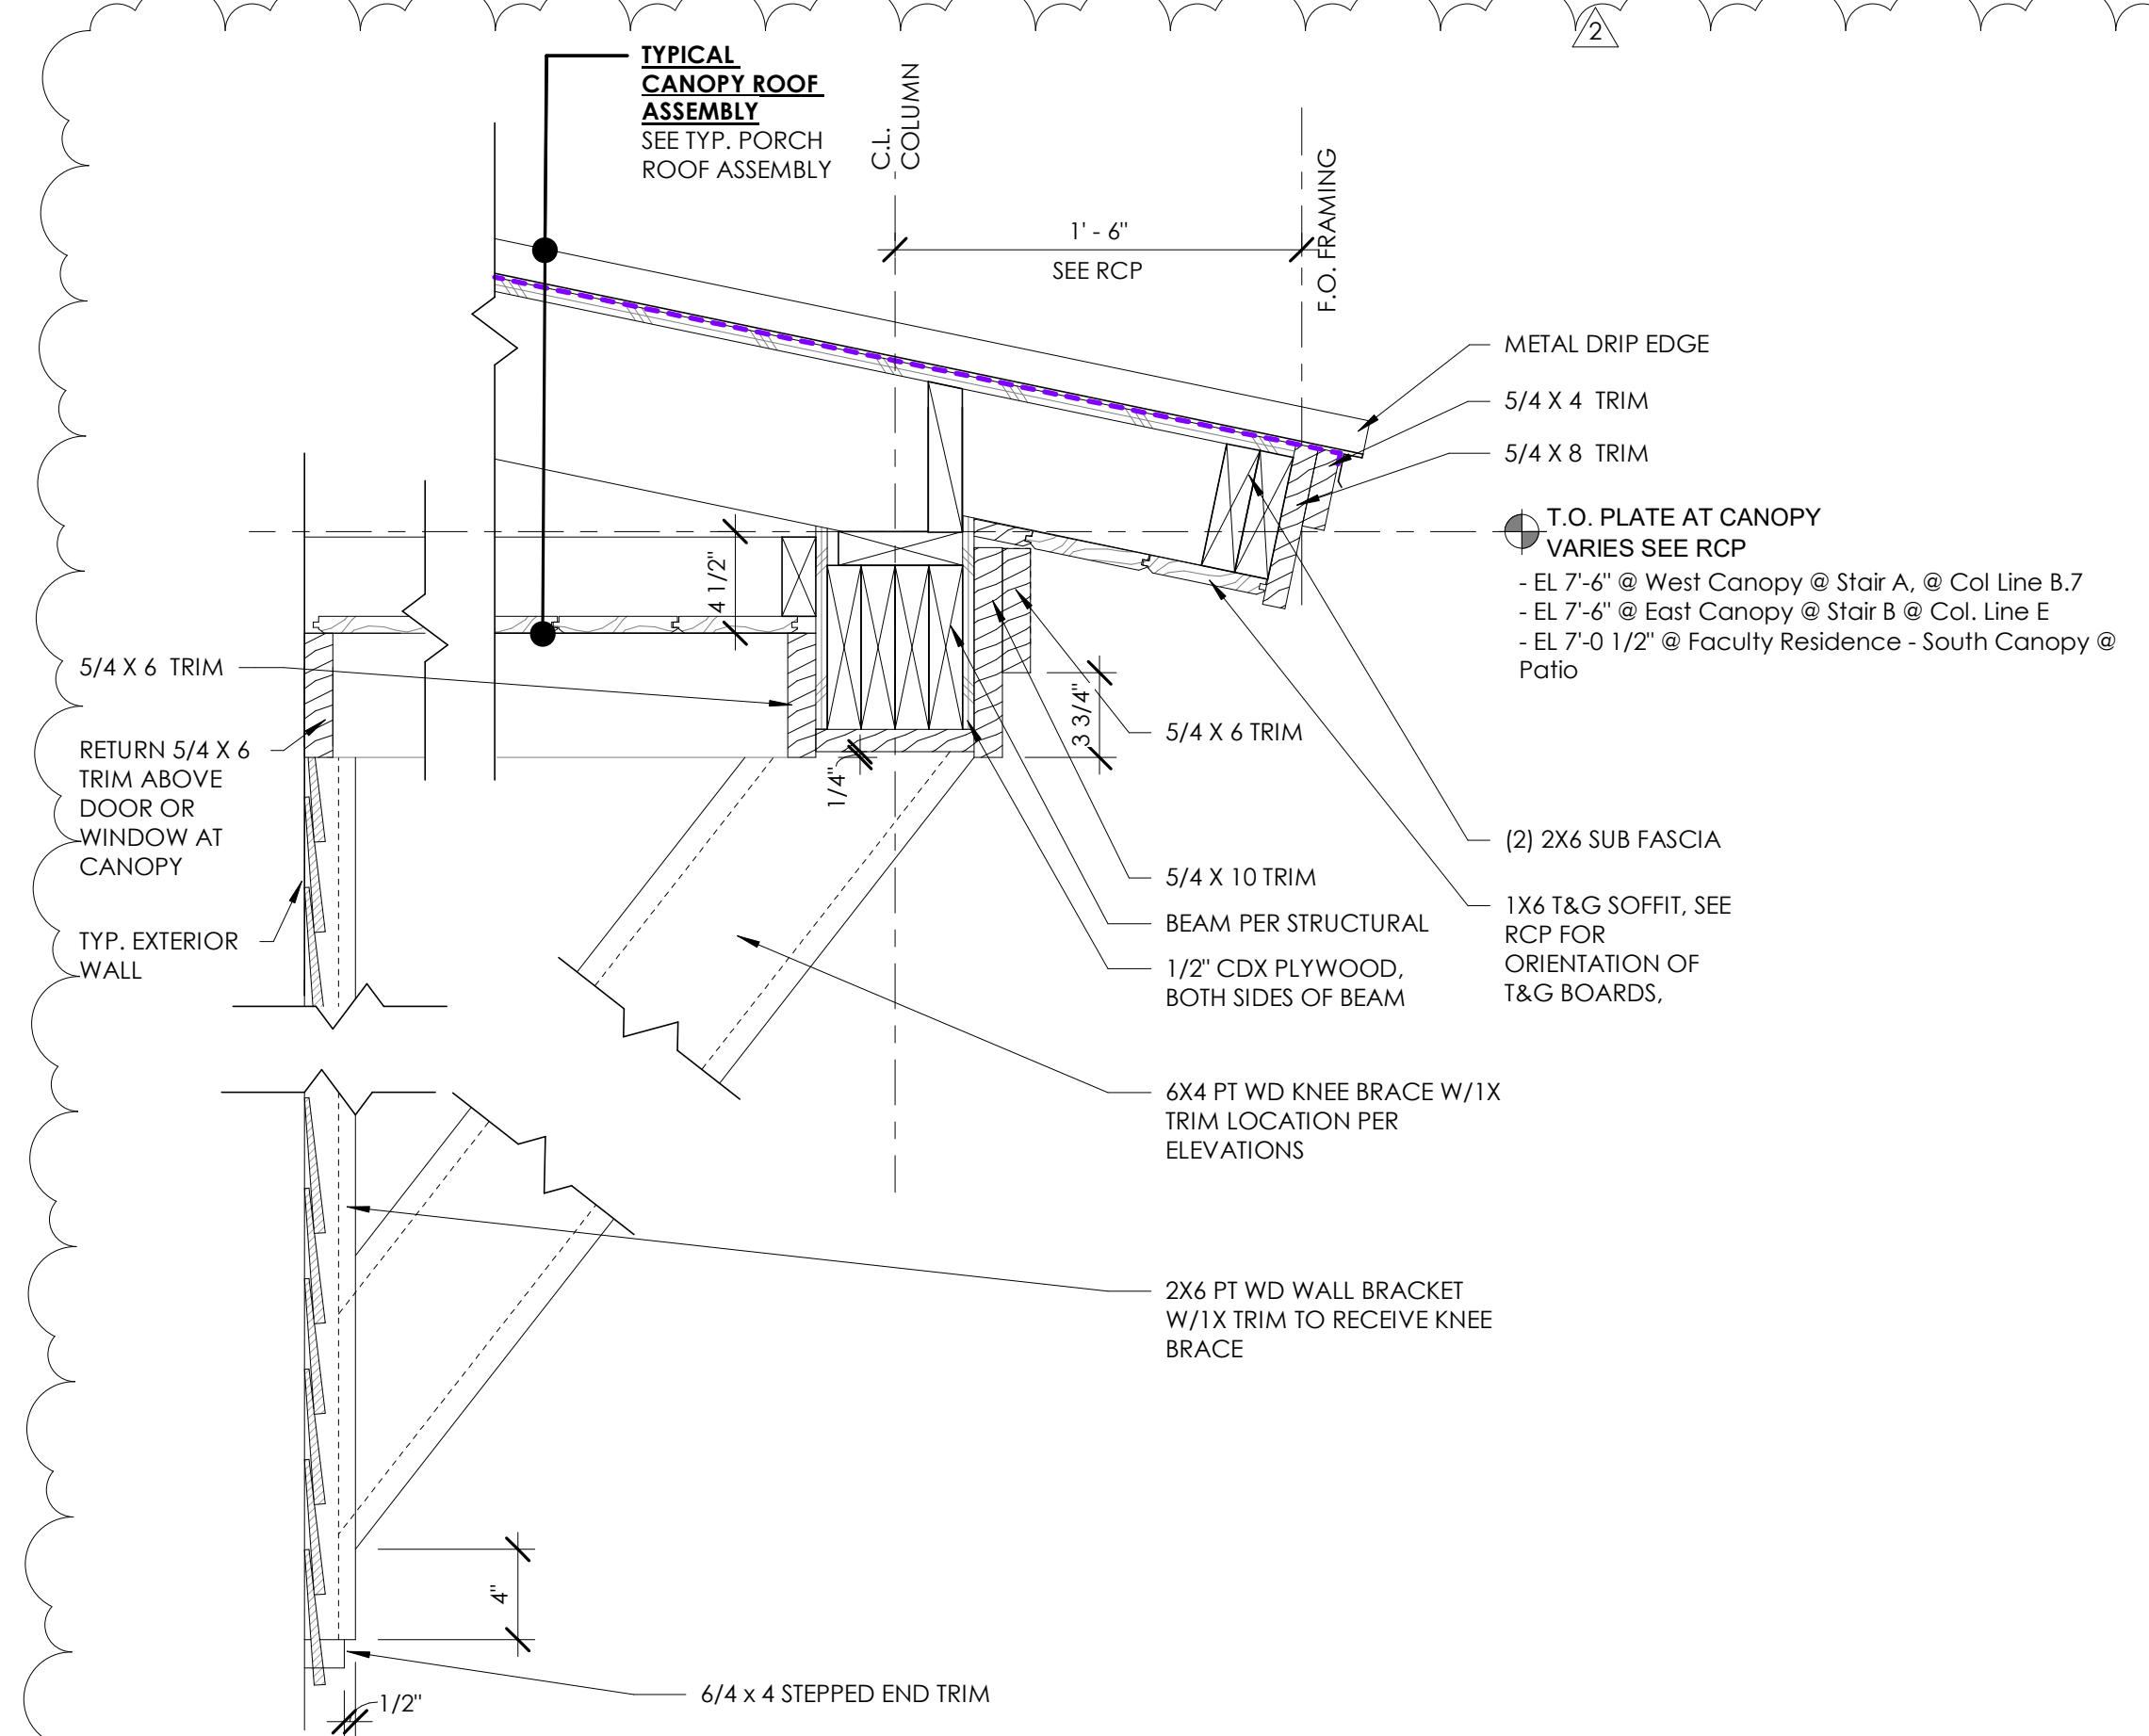 2
TYPICAL
CANOPY ROOF
ASSEMBLY
SEE TYP. PORCH
ROOF ASSEMBLY
C.L.
COLUMN
1' - 6"
SEE RCP
F.O. FRAMING
METAL DRIP EDGE
5/4 X 4 TRIM
5/4 X 8 TRIM
T.O. PLATE AT CANOPY
VARIES SEE RCP
- EL 7'-6" @ West Canopy @ Stair A, @ Col Line B.7
- EL 7'-6" @ East Canopy @ Stair B @ Col. Line E
- EL 7'-0 1/2" @ Faculty Residence - South Canopy @
Patio
4 1/2"
5/4 X 6 TRIM
RETURN 5/4 X 6
TRIM ABOVE
DOOR OR
WINDOW AT
CANOPY
TYP. EXTERIOR
WALL
1/4"
3 3/4"
5/4 X 6 TRIM
5/4 X 10 TRIM
BEAM PER STRUCTURAL
1/2" CDX PLYWOOD,
BOTH SIDES OF BEAM
(2) 2X6 SUB FASCIA
1X6 T&G SOFFIT, SEE
RCP FOR
ORIENTATION OF
T&G BOARDS,
6X4 PT WD KNEE BRACE W/1X
TRIM LOCATION PER
ELEVATIONS
2X6 PT WD WALL BRACKET
W/1X TRIM TO RECEIVE KNEE
BRACE
4"
6/4 x 4 STEPPED END TRIM
1/2"